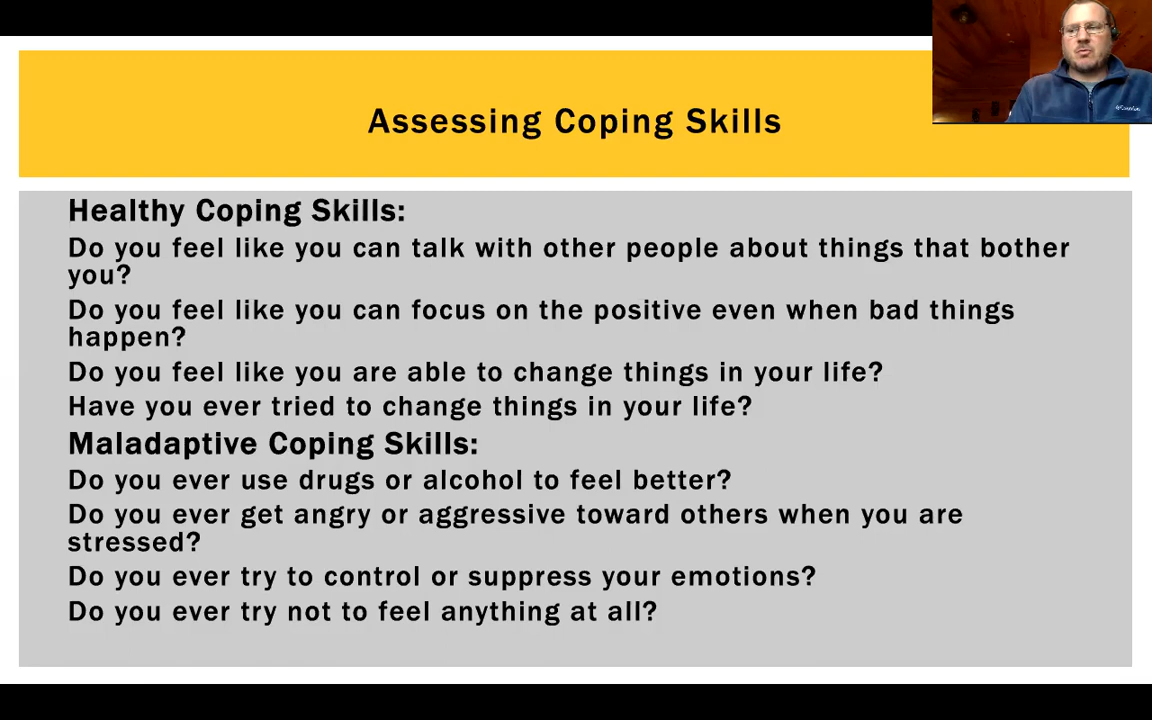 Assessing Coping Skills
Healthy Coping Skills:
Do you feel like you can talk with other people about things that bother
you?
Do you feel like you can focus on the positive even when bad things
happen?
Do you feel like you are able to change things in your life?
Have you ever tried to change things in your life?
Maladaptive Coping Skills:
Do you ever use drugs or alcohol to feel better?
Do you ever get angry or aggressive toward others when you are
stressed?
Do you ever try to control or suppress your emotions?
Do you ever try not to feel anything at all?